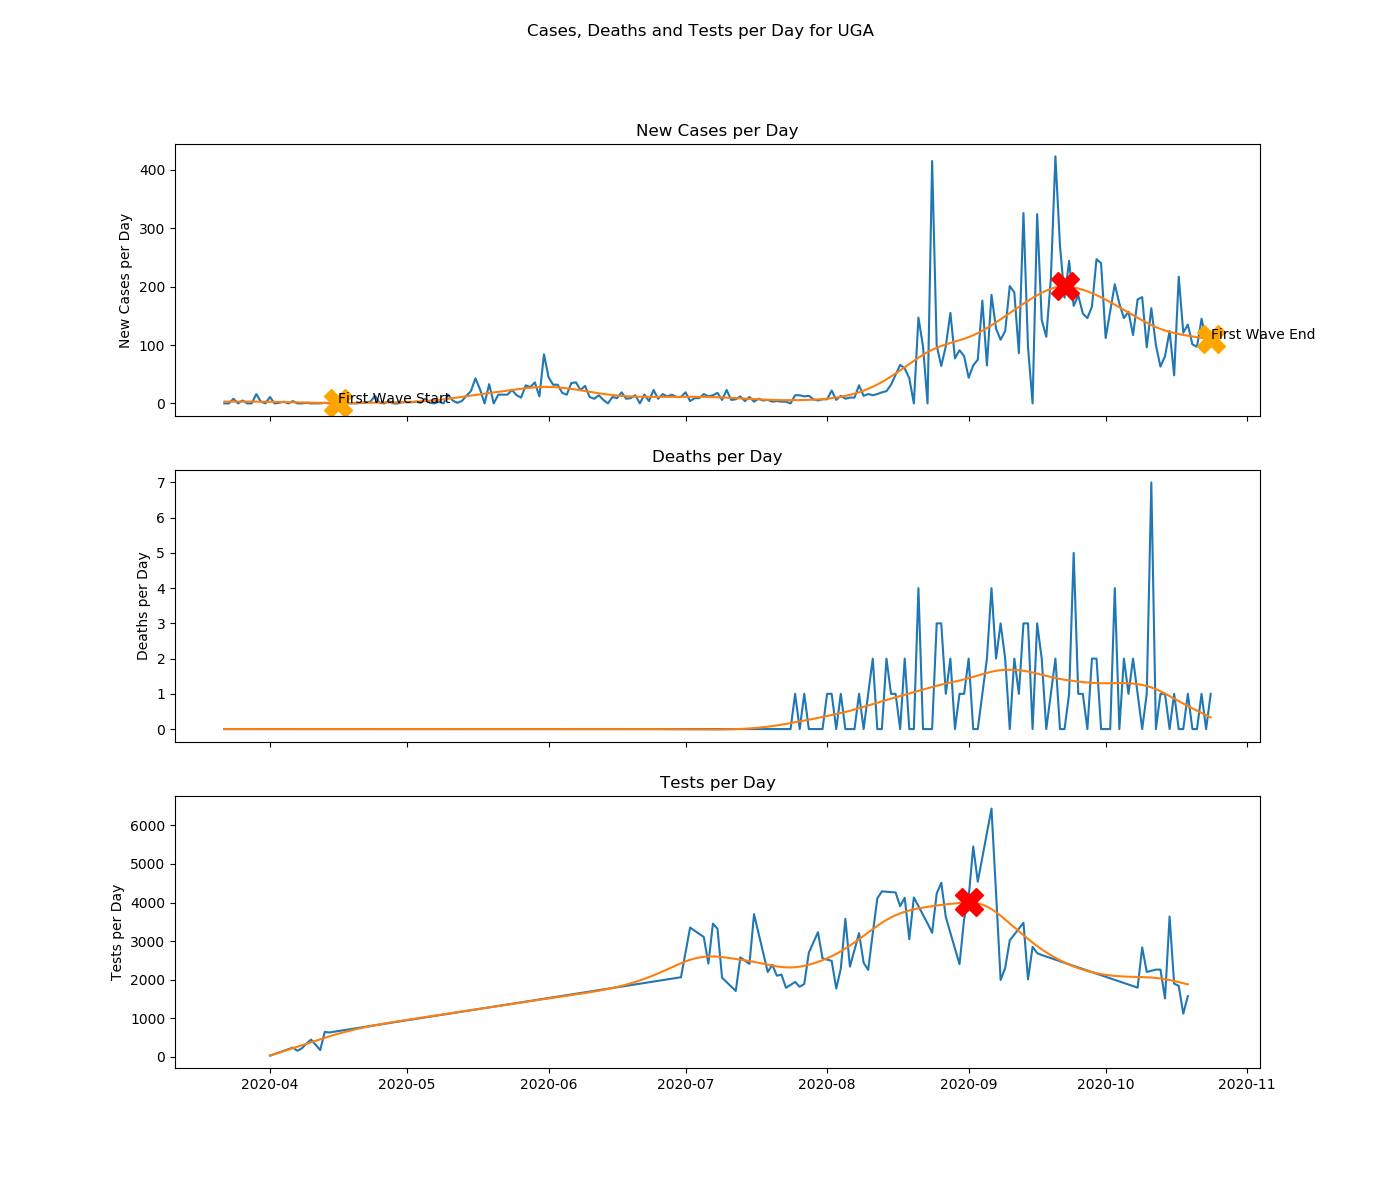 Cases, Deaths and Tests per Day for UGA
New Cases per Day
New Cases per Day
400
300
200
100
0
First Wave Start
First Wave End
Deaths per Day
Deaths per Day
7
6
5
4
3
2
1
0
Tests per Day
Tests per Day
6000
5000
4000
3000
2000
1000
0
2020-04 2020-05 2020-06 2020-07 2020-08 2020-09 2020-10 2020-11